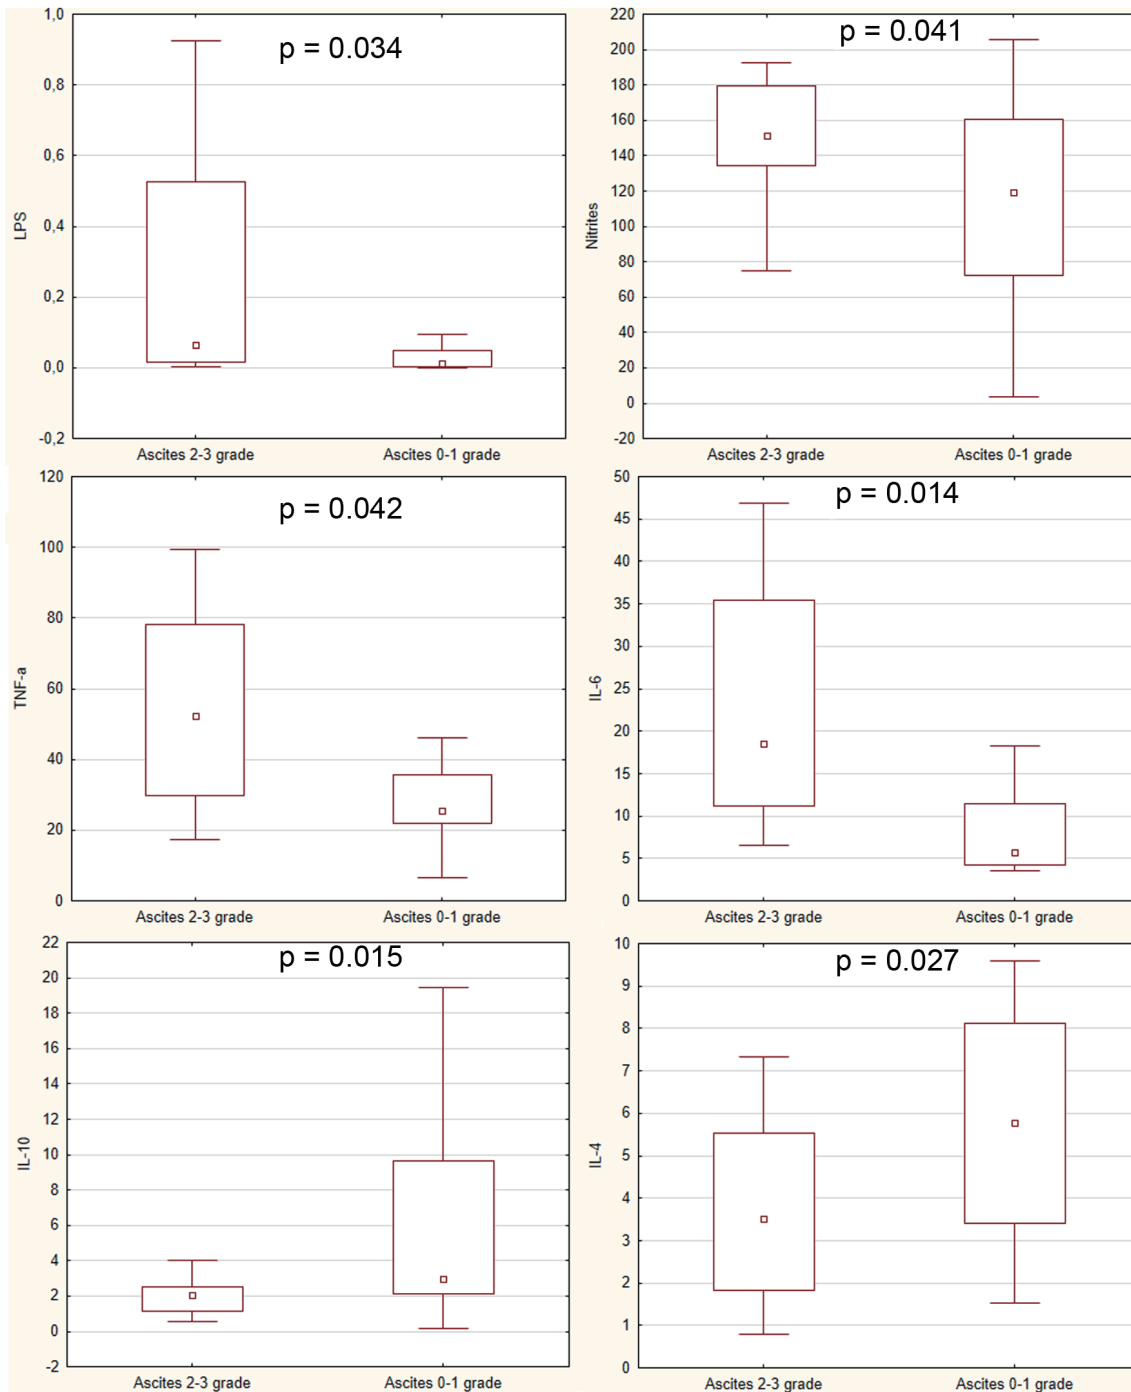 p = 0.034
1,0
0,8
0,6
0,4
0,2
0,0
-0,2
LPS
Ascites 2-3 grade
Ascites 0-1 grade
p = 0.041
220
200
180
160
140
120
100
80
60
40
20
0
-20
Nitrites
Ascites 2-3 grade
Ascites 0-1 grade
p = 0.042
120
100
80
60
40
20
0
TNF-a
Ascites 2-3 grade
Ascites 0-1 grade
p = 0.014
50
45
40
35
30
25
20
15
10
5
0
IL-6
Ascites 2-3 grade
Ascites 0-1 grade
p = 0.015
22
20
18
16
14
12
10
8
6
4
2
0
-2
IL-10
Ascites 2-3 grade
Ascites 0-1 grade
p = 0.027
10
9
8
7
6
5
4
3
2
1
0
IL-4
Ascites 2-3 grade
Ascites 0-1 grade